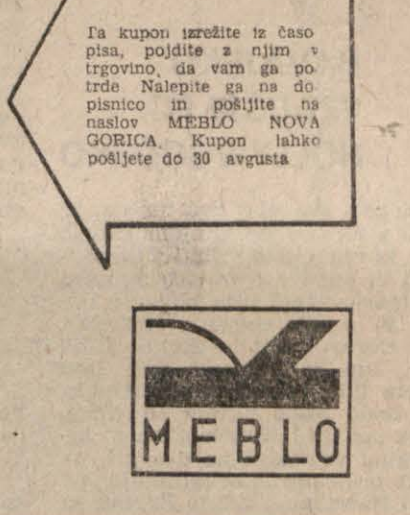 Ta kupon izrežite iz časo
pisa, pojdite z njim v
trgovino, da vam ga po
trde Nalepite ga na do
pisnico in pošljite na
naslov MEBLO NOVA
GORICA. Kupon lahko
pošljete do 30 avgusta
MEBLO